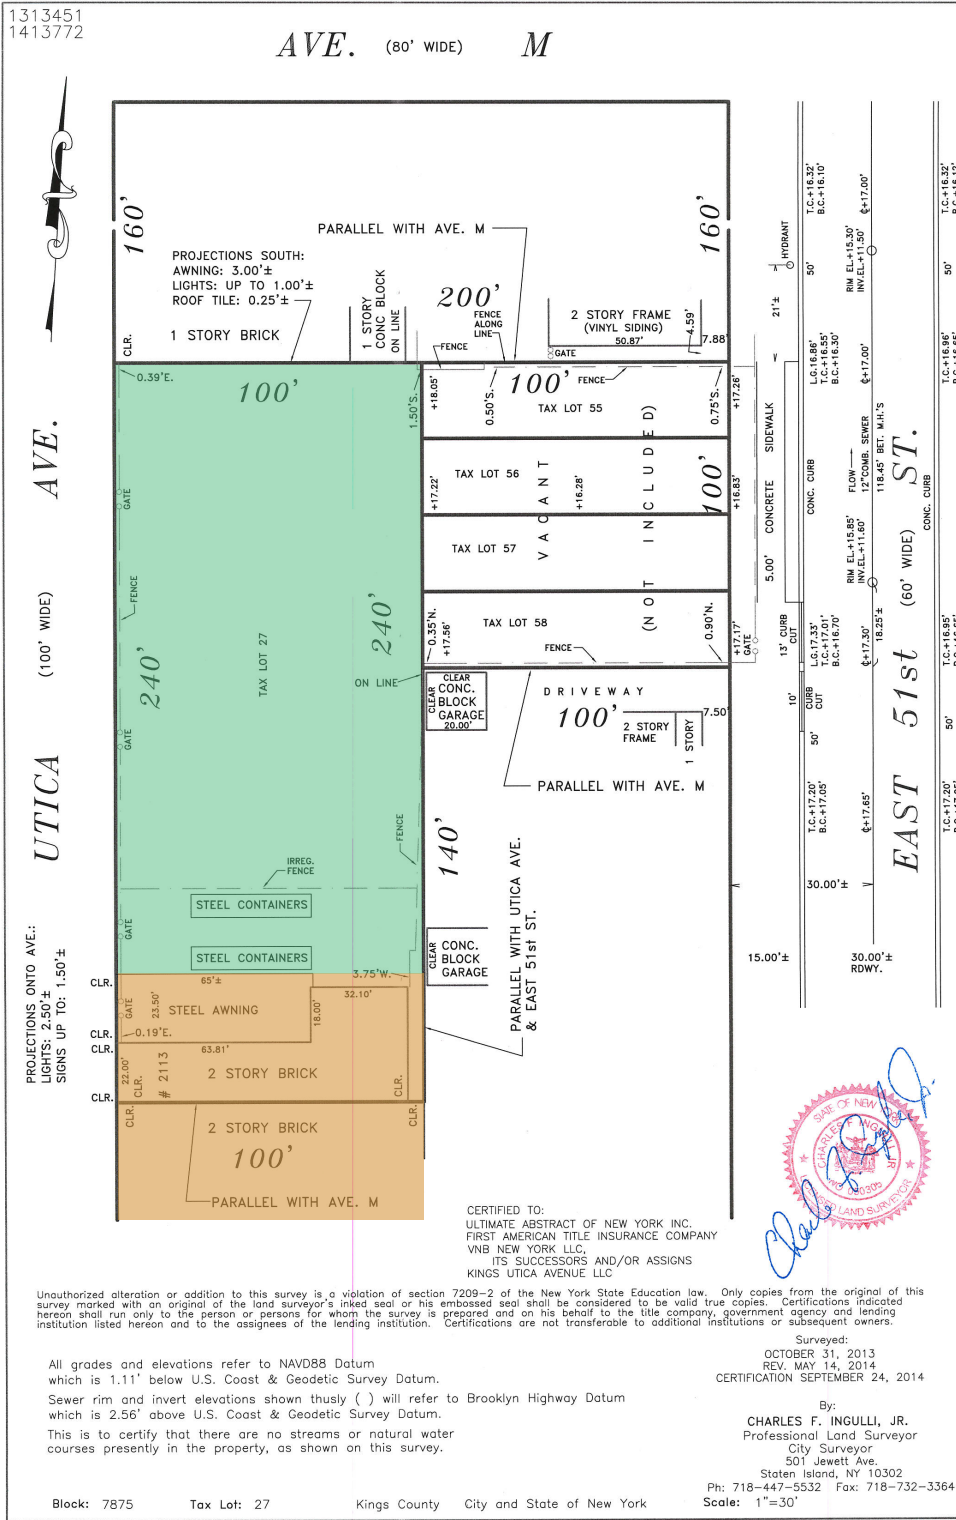 1313451
1413772
AVE. (80' WIDE) M
160'
160'
PARALLEL WITH AVE. M
PROJECTIONS SOUTH:
AWNING: 3.00'±
LIGHTS: UP TO 1.00'±
ROOF TILE: 0.25'±
1 STORY BRICK
CLR.
1 STORY
CONC BLOCK
ON LINE
200'
FENCE
ALONG
LINE
FENCE
2 STORY FRAME
(VINYL SIDING)
50.87'
4.59'
7.88'
GATE
0.39'E.
100'
1.50'S.
+18.05'
0.50'S.
100'
FENCE
0.75'S.
+17.26'
TAX LOT 55
TAX LOT 56
+17.22'
+16.28'
100'
+16.83'
VACANT
(NOT INCLUDED)
TAX LOT 57
TAX LOT 58
0.35'N.
+17.56'
0.90'N.
+17.17'
GATE
FENCE
UTICA (100' WIDE) AVE.
GATE
FENCE
240'
TAX LOT 27
240'
ON LINE
GATE
CLEAR
CLEAR
CONC.
BLOCK
GARAGE
20.00'
DRIVEWAY
100'
2 STORY
FRAME
1 STORY
7.50'
PARALLEL WITH AVE. M
FENCE
140'
IRREG.
FENCE
STEEL CONTAINERS
STEEL CONTAINERS
GATE
CLEAR
CONC.
BLOCK
GARAGE
PARALLEL WITH UTICA AVE.
& EAST 51st ST.
PROJECTIONS ONTO AVE.:
LIGHTS: 2.50'±
SIGNS UP TO: 1.50'±
CLR.
65'±
3.75'W.
32.10'
GATE
23.50'
STEEL AWNING
18.00'
CLR.
0.19'E.
CLR.
63.81'
22.00'
CLR.
# 2113
2 STORY BRICK
CLR.
CLR.
CLR.
2 STORY BRICK
CLR.
100'
PARALLEL WITH AVE. M
HYDRANT
21'±
5.00' CONCRETE SIDEWALK
13' CURB
CUT
10'
CURB
CUT
T.C.+16.32'
B.C.+16.10'
50'
L.G.16.86'
T.C.+16.55'
B.C.+16.30'
CONC. CURB
L.G.17.33'
T.C.+17.01'
B.C.+16.70'
50'
T.C.+17.20'
B.C.+17.05'
℄+17.00'
RIM EL.+15.30'
INV.EL.+11.50'
℄+17.00'
FLOW
12"COMB. SEWER
118.45' BET. M.H.'S
RIM EL.+15.85'
INV.EL.+11.60'
℄+17.30'
18.25'±
℄+17.65'
EAST 51st (60' WIDE) ST.
CONC. CURB
T.C.+16.32'
50'
T.C.+16.96'
T.C.+16.95'
50'
T.C.+17.20'
30.00'±
15.00'±
30.00'±
RDWY.
STATE OF NEW
CHARLES F. INGULLI JR
LICENSED LAND SURVEYOR
CERTIFIED TO:
ULTIMATE ABSTRACT OF NEW YORK INC.
FIRST AMERICAN TITLE INSURANCE COMPANY
VNB NEW YORK LLC,
ITS SUCCESSORS AND/OR ASSIGNS
KINGS UTICA AVENUE LLC
Unauthorized alteration or addition to this survey is a violation of section 7209-2 of the New York State Education law. Only copies from the original of this
survey marked with an original of the land surveyor's inked seal or his embossed seal shall be considered to be valid true copies. Certifications indicated
hereon shall run only to the person or persons for whom the survey is prepared and on his behalf to the title company, government agency and lending
institution listed hereon and to the assignees of the lending institution. Certifications are not transferable to additional institutions or subsequent owners.
Surveyed:
OCTOBER 31, 2013
REV. MAY 14, 2014
CERTIFICATION SEPTEMBER 24, 2014
All grades and elevations refer to NAVD88 Datum
which is 1.11' below U.S. Coast & Geodetic Survey Datum.
Sewer rim and invert elevations shown thusly ( ) will refer to Brooklyn Highway Datum
which is 2.56' above U.S. Coast & Geodetic Survey Datum.
This is to certify that there are no streams or natural water
courses presently in the property, as shown on this survey.
By:
CHARLES F. INGULLI, JR.
Professional Land Surveyor
City Surveyor
501 Jewett Ave.
Staten Island, NY 10302
Ph: 718-447-5532 Fax: 718-732-3364
Block: 7875 Tax Lot: 27 Kings County City and State of New York Scale: 1"=30'